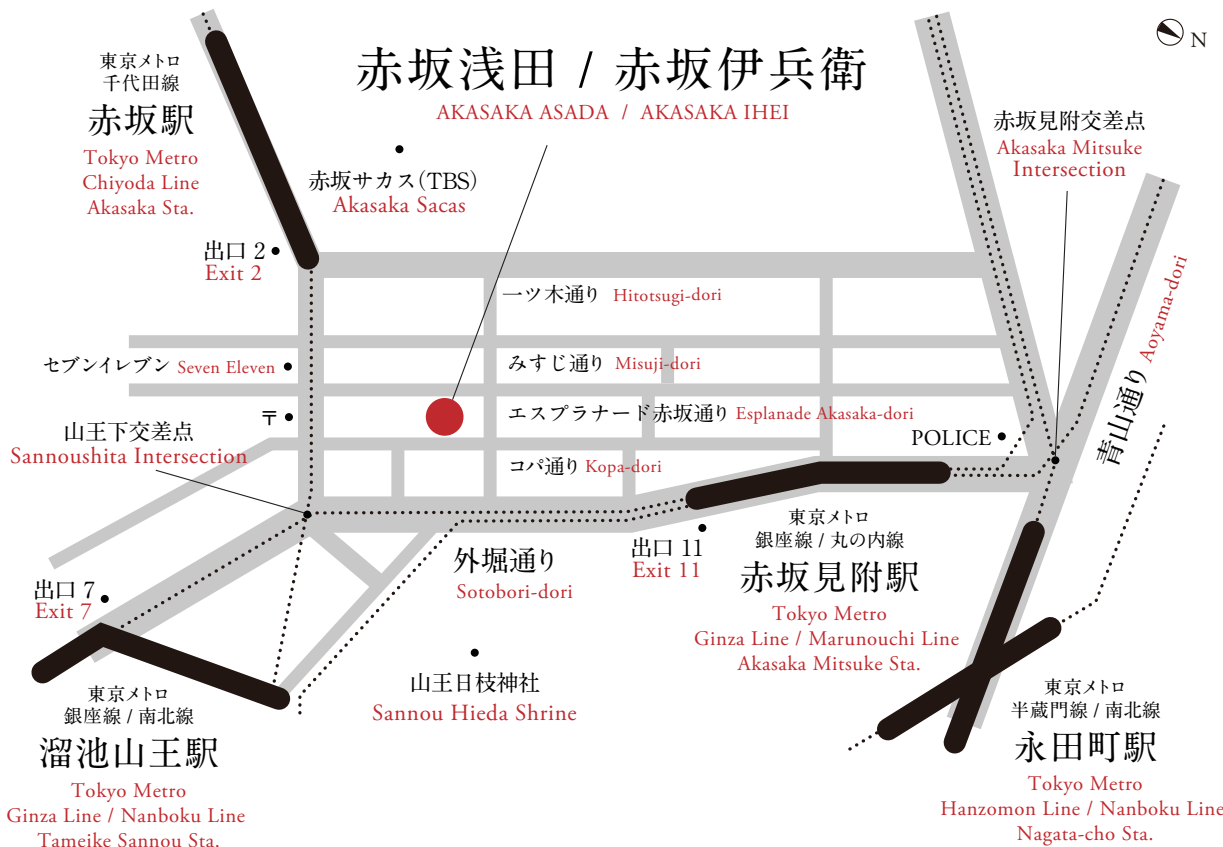 赤坂浅田 / 赤坂伊兵衛
AKASAKA ASADA / AKASAKA IHEI
N
東京メトロ
千代田線
赤坂駅
Tokyo Metro
Chiyoda Line
Akasaka Sta.
赤坂サカス(TBS)
Akasaka Sacas
赤坂見附交差点
Akasaka Mitsuke
Intersection
出口 2
Exit 2
一ツ木通り Hitotsugi-dori
青山通り Aoyama-dori
セブンイレブン Seven Eleven
みすじ通り Misuji-dori
〒
エスプラナード赤坂通り Esplanade Akasaka-dori
POLICE
山王下交差点
Sannoushita Intersection
コパ通り Kopa-dori
出口 7
Exit 7
外堀通り
Sotobori-dori
出口 11
Exit 11
東京メトロ
銀座線 / 丸の内線
赤坂見附駅
Tokyo Metro
Ginza Line / Marunouchi Line
Akasaka Mitsuke Sta.
山王日枝神社
Sannou Hieda Shrine
東京メトロ
銀座線 / 南北線
溜池山王駅
Tokyo Metro
Ginza Line / Nanboku Line
Tameike Sannou Sta.
東京メトロ
半蔵門線 / 南北線
永田町駅
Tokyo Metro
Hanzomon Line / Nanboku Line
Nagata-cho Sta.